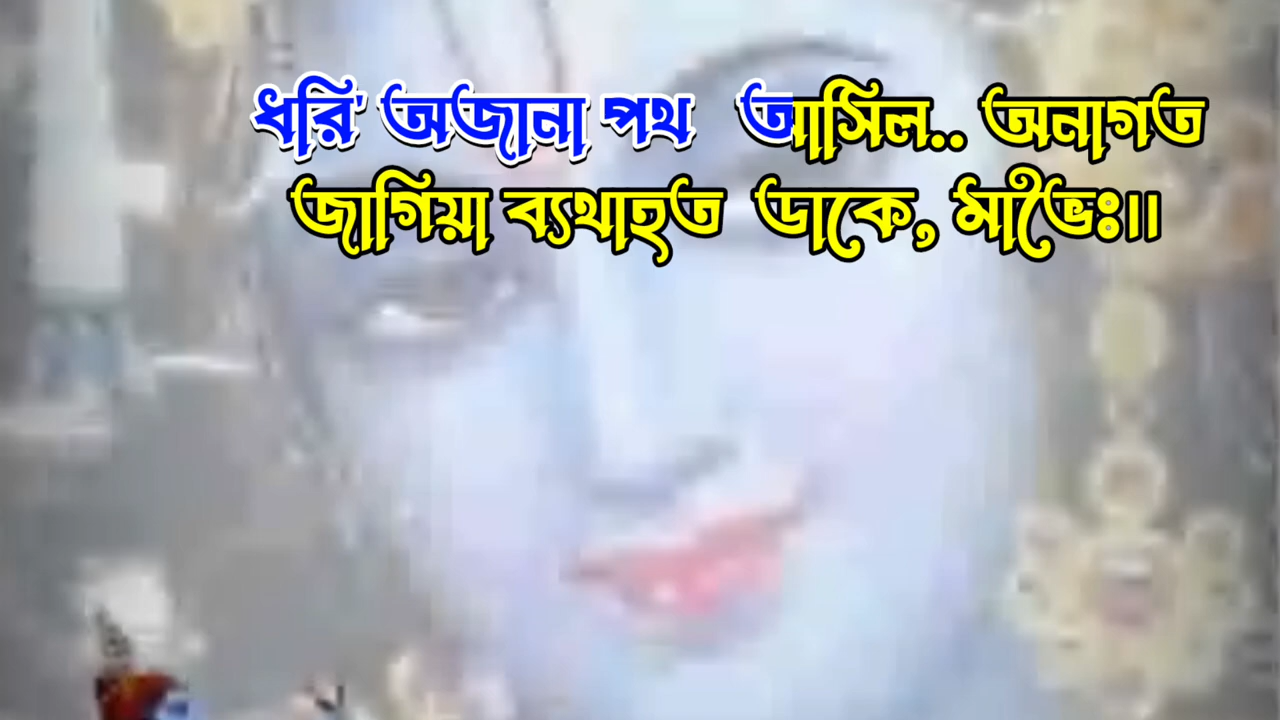 ধরি' অজানা পথ আসিল.. অনাগত
জাগিয়া ব্যথাহত ডাকে, মাভৈঃ।।